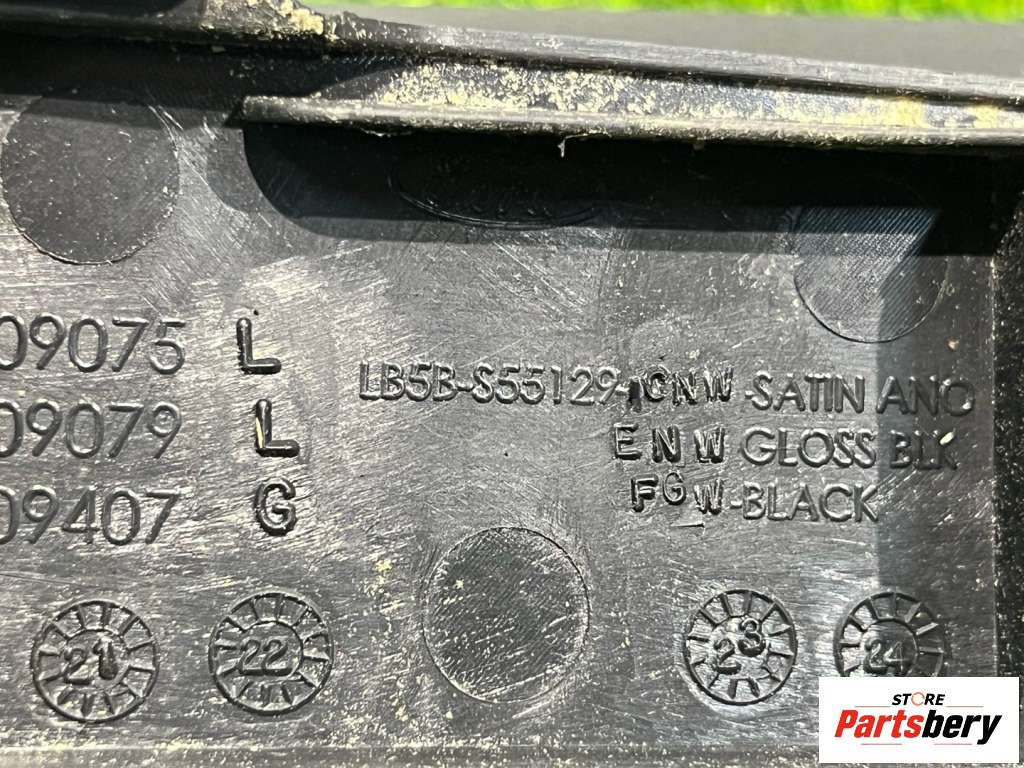 09075 L
09079 L
09407 G
LB5B-S55129-CNW-SATIN ANO
ENW GLOSS BLK
FGW-BLACK
21
22
23
24
STORE
Partsbery